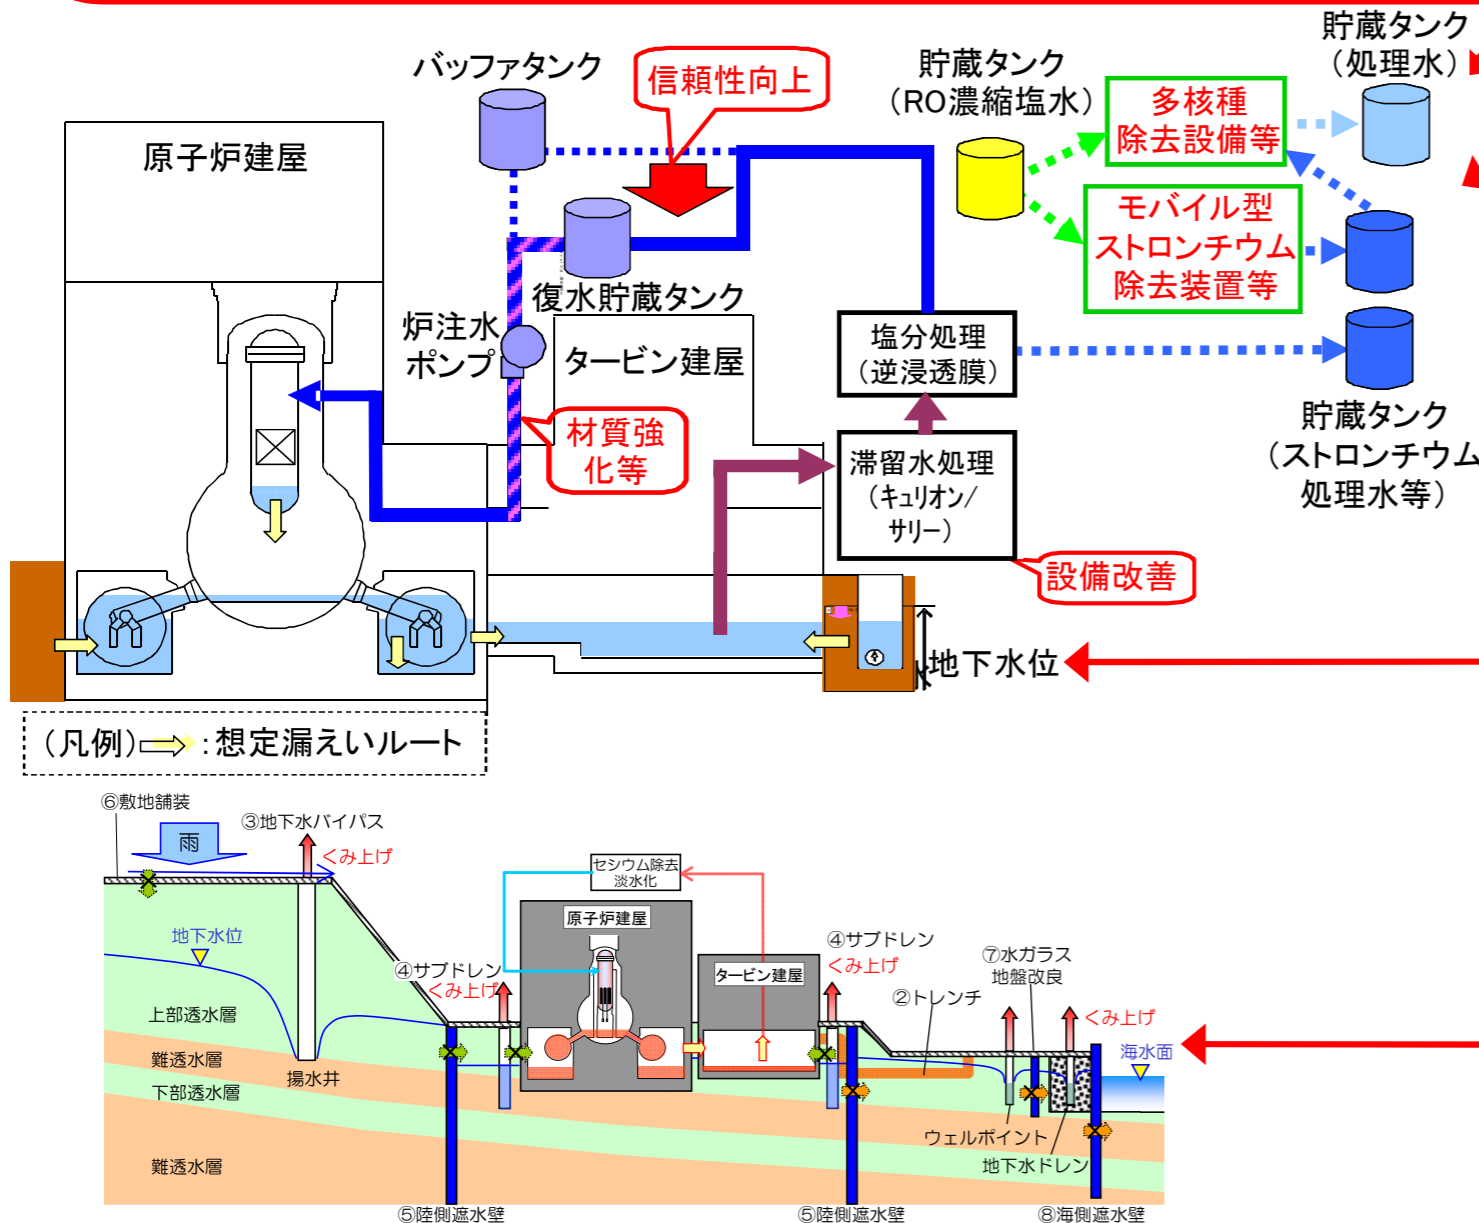 貯蔵タンク
（処理水）
バッファタンク
信頼性向上
貯蔵タンク
（RO濃縮塩水）
多核種
除去設備等
原子炉建屋
モバイル型
ストロンチウム
除去装置等
復水貯蔵タンク
炉注水
ポンプ
タービン建屋
塩分処理
（逆浸透膜）
貯蔵タンク
（ストロンチウム
処理水等）
材質強
化等
滞留水処理
（キュリオン/
サリー）
設備改善
地下水位
（凡例）
：想定漏えいルート
⑥敷地舗装
③地下水バイパス
雨
くみ上げ
セシウム除去
淡水化
原子炉建屋
地下水位
④サブドレン
くみ上げ
タービン建屋
④サブドレン
くみ上げ
⑦水ガラス
地盤改良
②トレンチ
くみ上げ
海水面
上部透水層
難透水層
揚水井
下部透水層
ウェルポイント
地下水ドレン
難透水層
⑤陸側遮水壁
⑤陸側遮水壁
⑧海側遮水壁